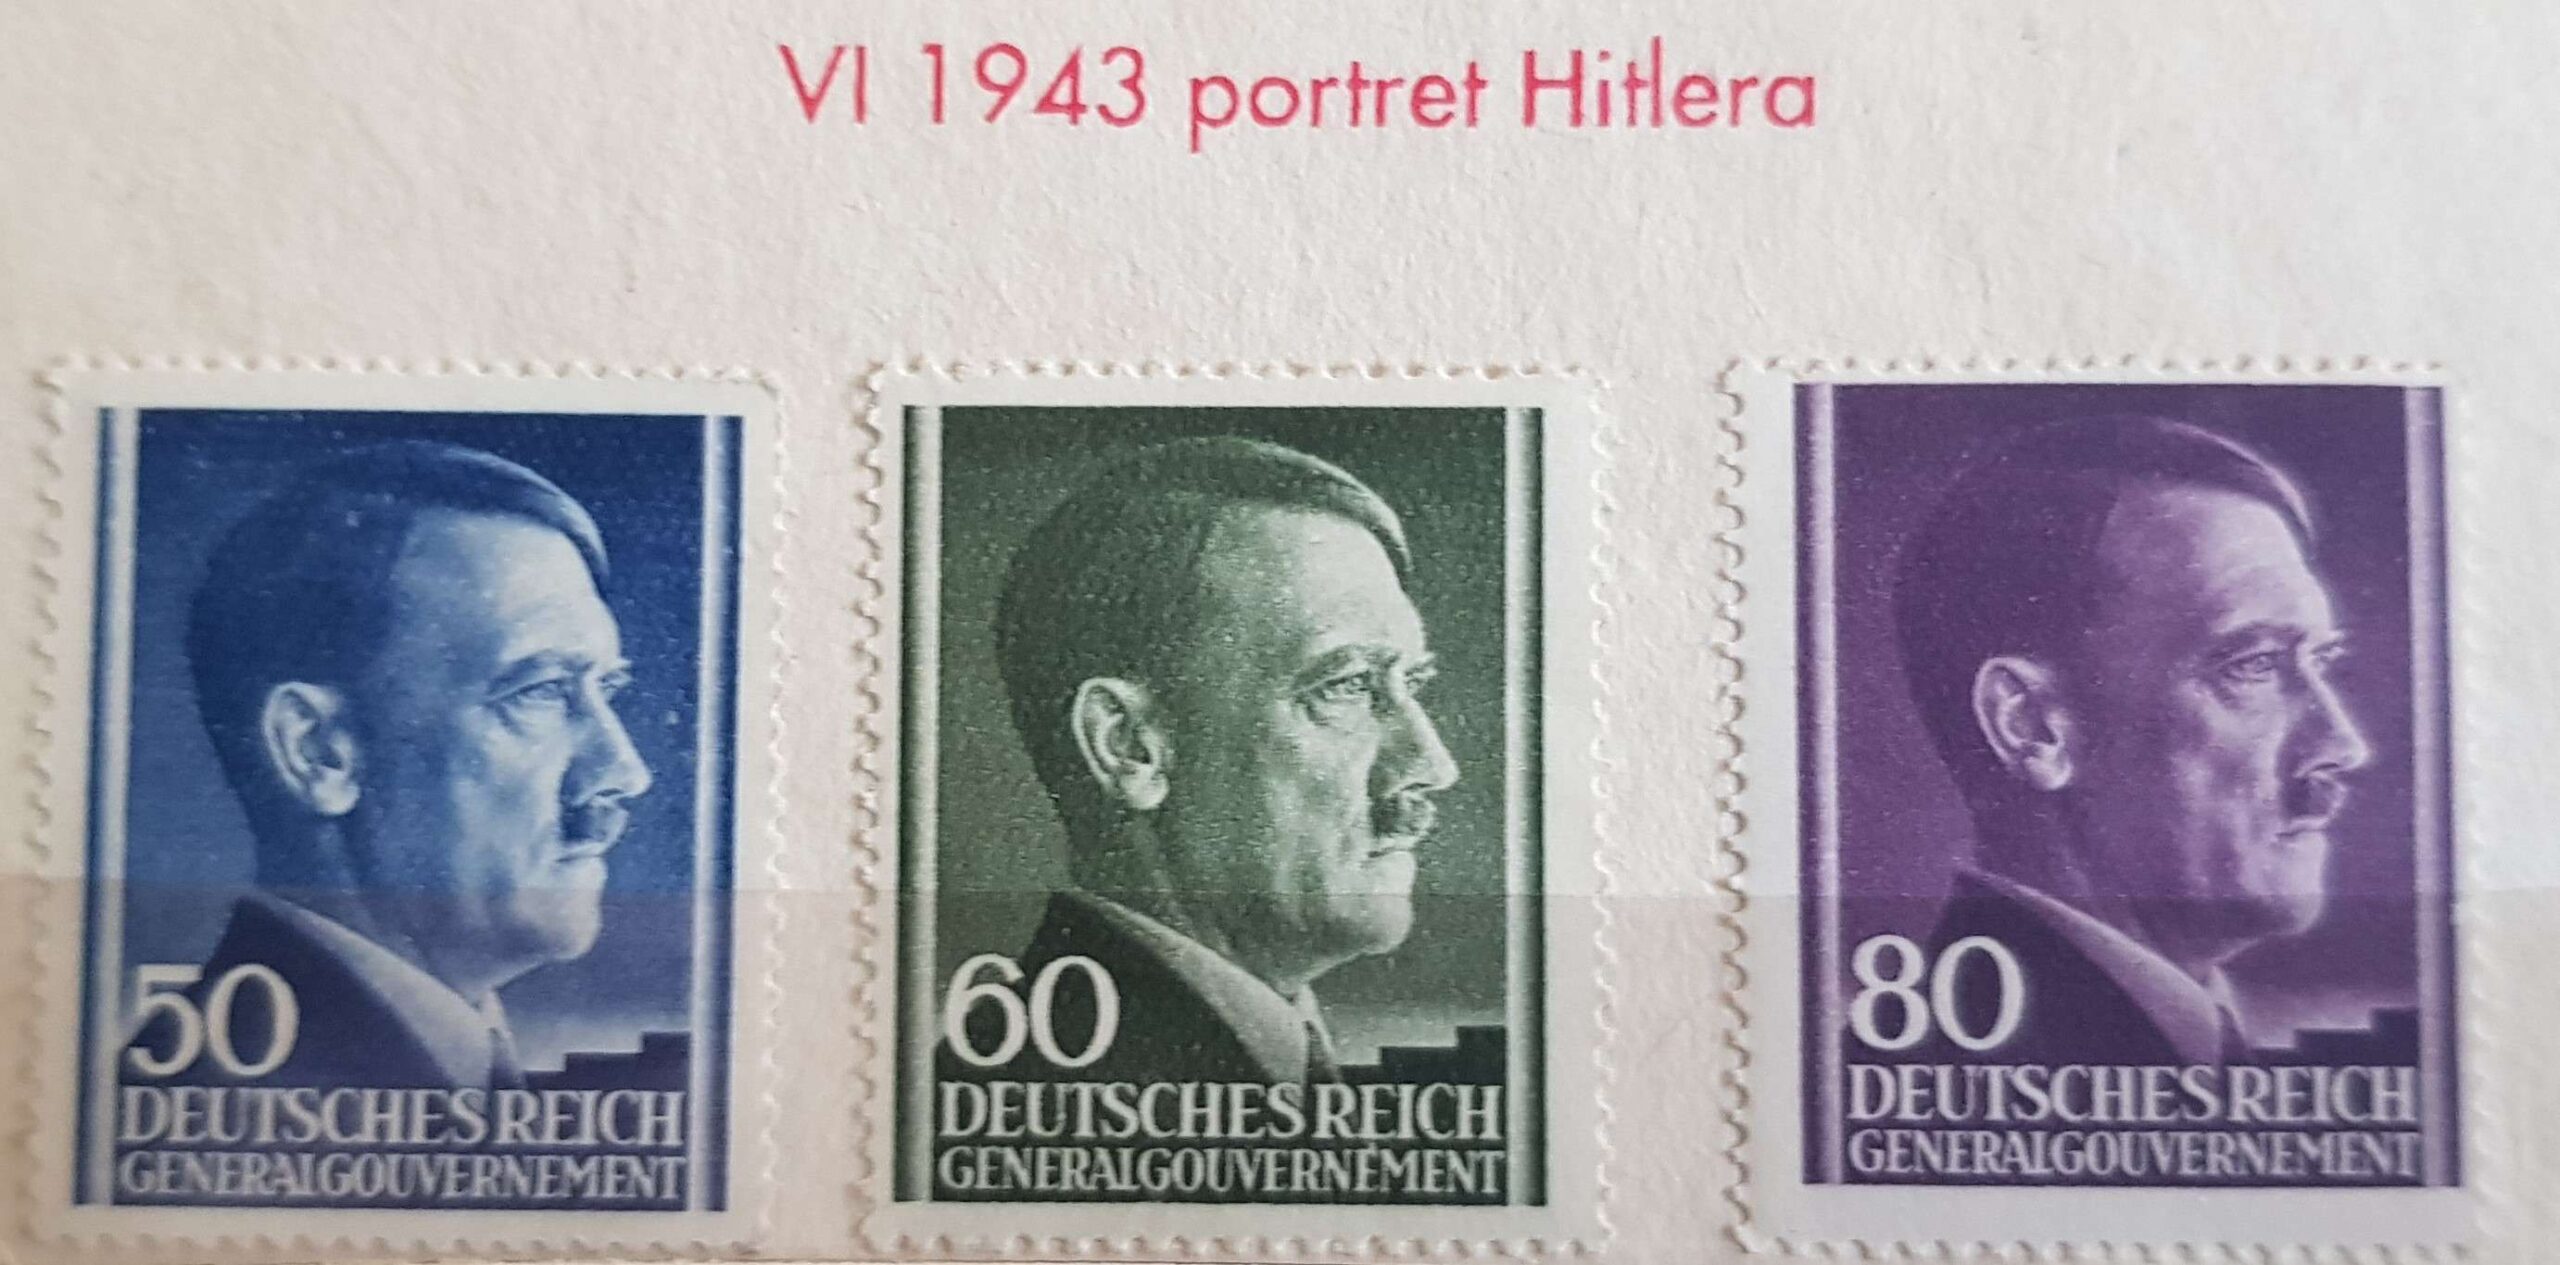 VI 1943 portret Hitlera
50
DEUTSCHES REICH
GENERALGOUVERNEMENT
60
DEUTSCHES REICH
GENERALGOUVERNEMENT
80
DEUTSCHES REICH
GENERALGOUVERNEMENT